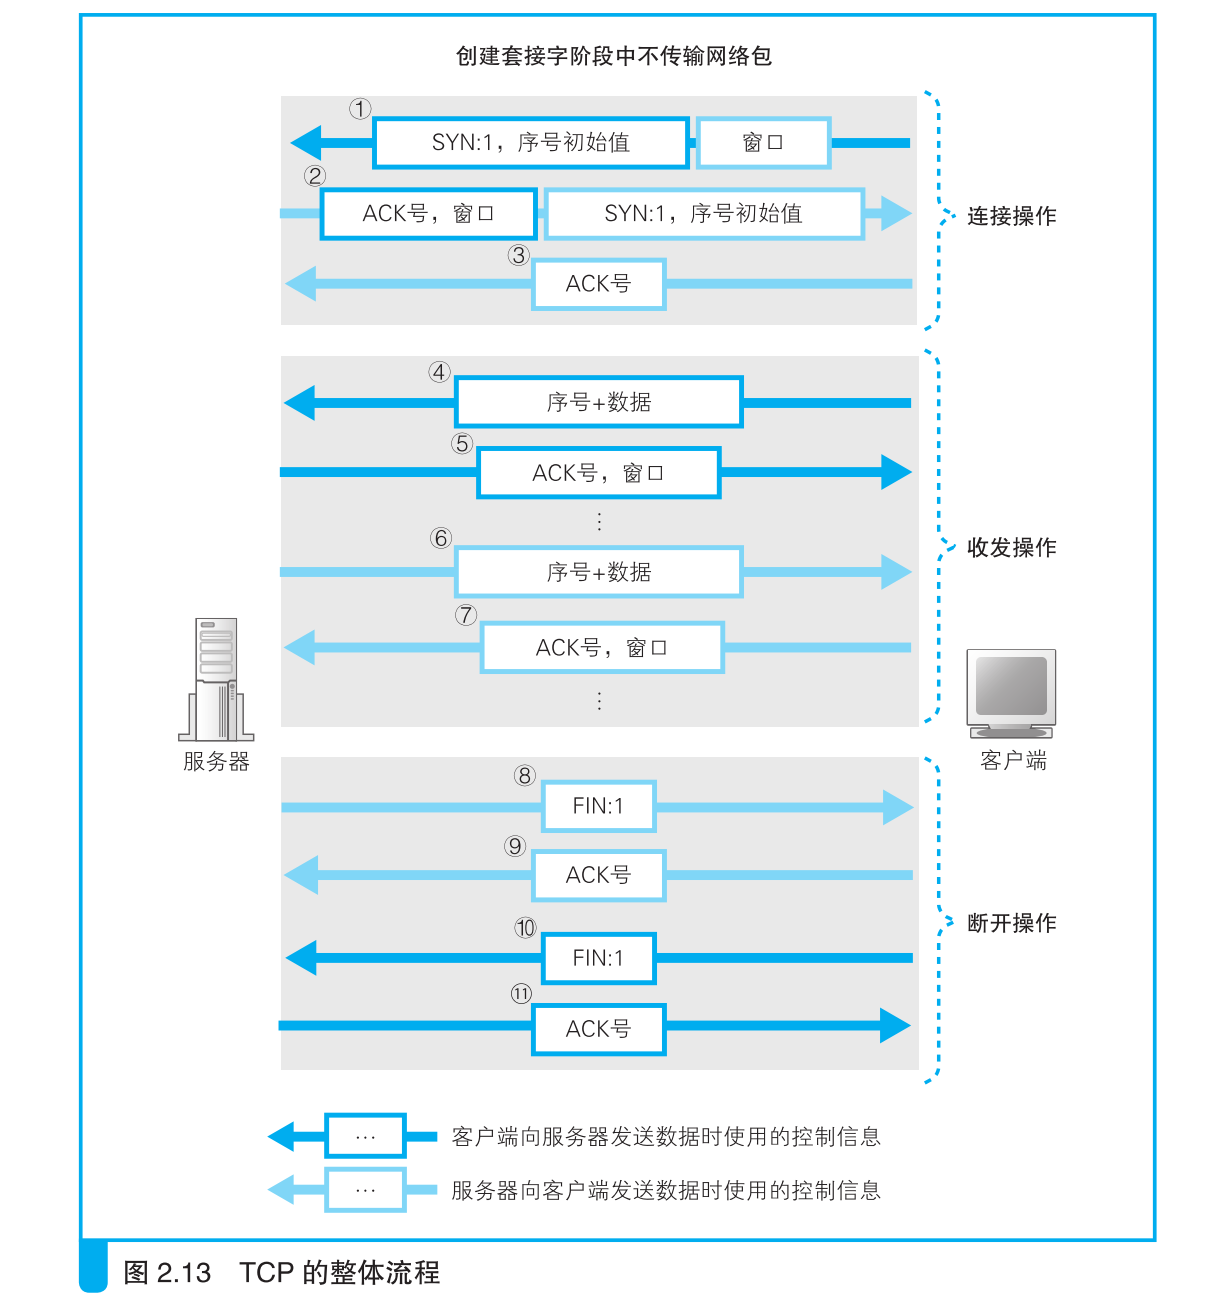 创建套接字阶段中不传输网络包
①
SYN:1，序号初始值
窗口
②
ACK号，窗口
SYN:1，序号初始值
连接操作
③
ACK号
④
序号+数据
⑤
ACK号，窗口
⋮
⑥
序号+数据
收发操作
⑦
ACK号，窗口
⋮
服务器
客户端
⑧
FIN:1
⑨
ACK号
断开操作
⑩
FIN:1
⑪
ACK号
… 客户端向服务器发送数据时使用的控制信息
… 服务器向客户端发送数据时使用的控制信息
图 2.13 TCP 的整体流程